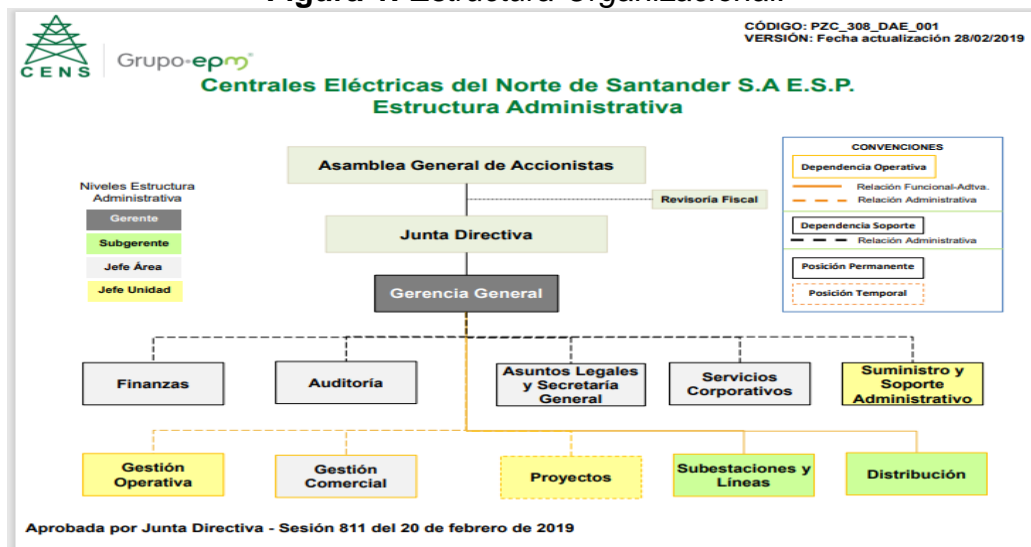 Figura 1. Estructura Organizacional.
CENS
Grupo·epm®
CÓDIGO: PZC_308_DAE_001
VERSIÓN: Fecha actualización 28/02/2019
Centrales Eléctricas del Norte de Santander S.A E.S.P.
Estructura Administrativa
Niveles Estructura
Administrativa
Gerente
Subgerente
Jefe Área
Jefe Unidad
Asamblea General de Accionistas
Revisoría Fiscal
Junta Directiva
Gerencia General
CONVENCIONES
Dependencia Operativa
Relación Funcional-Adtva.
Relación Administrativa
Dependencia Soporte
Relación Administrativa
Posición Permanente
Posición Temporal
Finanzas
Auditoría
Asuntos Legales
y Secretaría
General
Servicios
Corporativos
Suministro y
Soporte
Administrativo
Gestión
Operativa
Gestión
Comercial
Proyectos
Subestaciones y
Líneas
Distribución
Aprobada por Junta Directiva - Sesión 811 del 20 de febrero de 2019